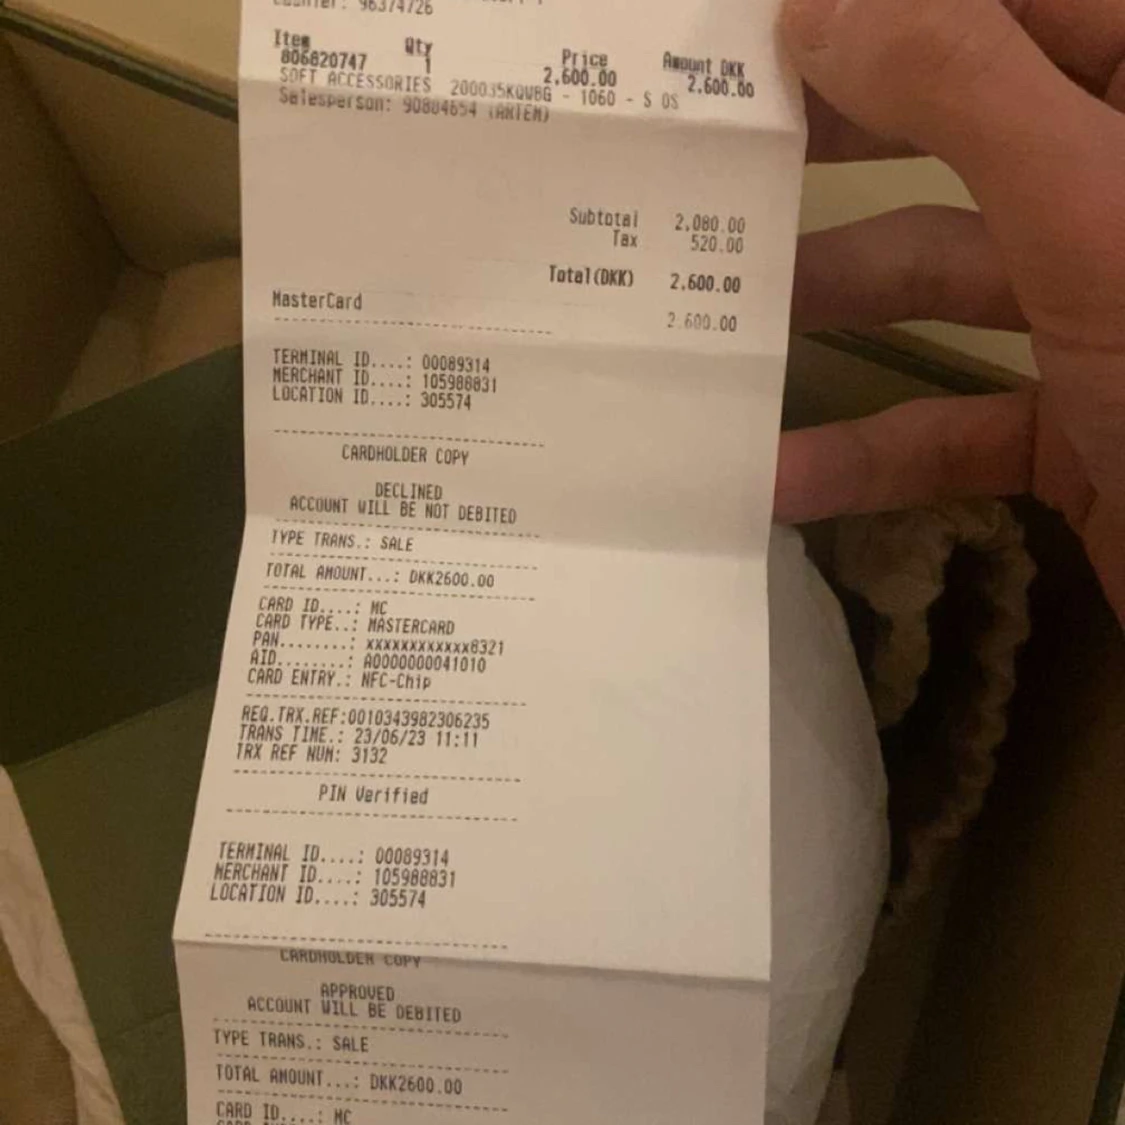 96374726
Item Qty Price Amount DKK
806820747 1 2.600.00 2.600.00
SOFT ACCESSORIES 200035KQWBG - 1060 - S OS
Salesperson: 90884654 (ARTEM)
Subtotal 2,080.00
Tax 520.00
Total(DKK) 2.600.00
MasterCard 2.600.00
TERMINAL ID....: 00089314
MERCHANT ID....: 105988831
LOCATION ID....: 305574
CARDHOLDER COPY
DECLINED
ACCOUNT WILL BE NOT DEBITED
TYPE TRANS.: SALE
TOTAL AMOUNT...: DKK2600.00
CARD ID....: MC
CARD TYPE..: MASTERCARD
PAN........: xxxxxxxxxxxx8321
AID........: A0000000041010
CARD ENTRY.: NFC-Chip
REQ.TRX.REF:0010343982306235
TRANS TIME.: 23/06/23 11:11
TRX REF NUM: 3132
PIN Verified
TERMINAL ID....: 00089314
MERCHANT ID....: 105988831
LOCATION ID....: 305574
CARDHOLDER COPY
APPROVED
ACCOUNT WILL BE DEBITED
TYPE TRANS.: SALE
TOTAL AMOUNT...: DKK2600.00
CARD ID....: MC